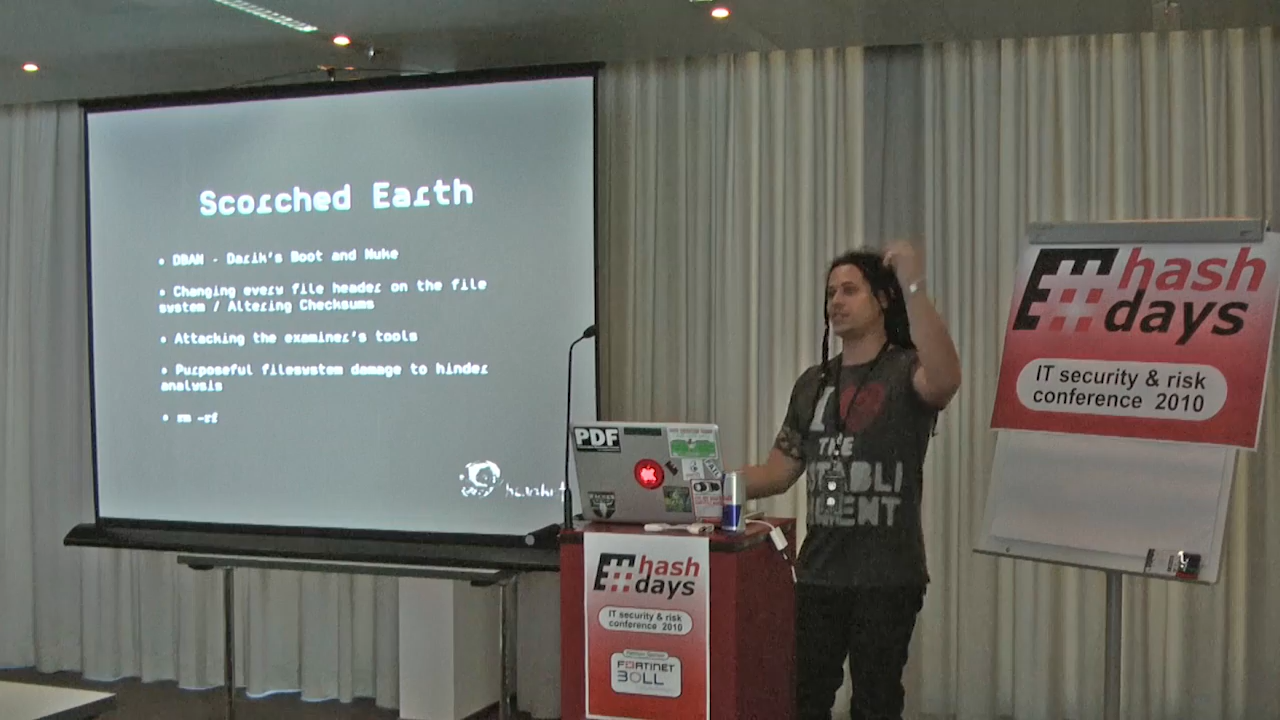 Scorched Earth
• DBAN - Darik's Boot and Nuke
• Changing every file header on the file
system / Altering Checksums
• Attacking the examiner's tools
• Purposeful filesystem damage to hinder
analysis
• rm -rf
PDF
I
THE
hash
days
IT security & risk
conference 2010
FORTINET
BOLL
hash
days
IT security & risk
conference 2010